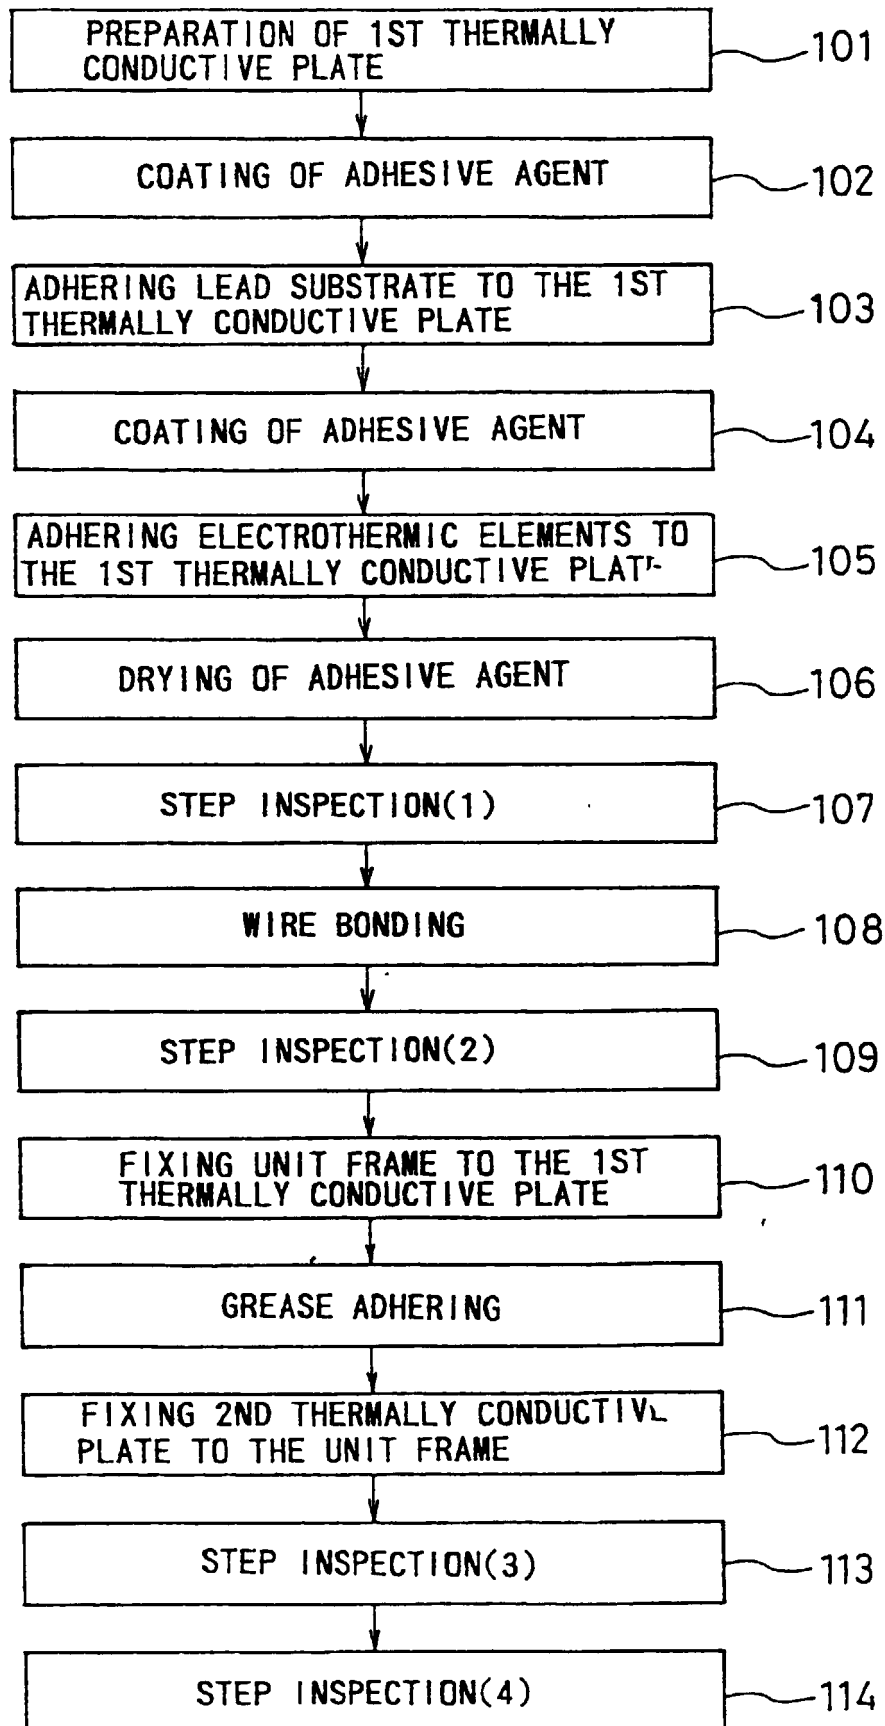 PREPARATION OF 1ST THERMALLY
CONDUCTIVE PLATE
101
COATING OF ADHESIVE AGENT
102
ADHERING LEAD SUBSTRATE TO THE 1ST
THERMALLY CONDUCTIVE PLATE
103
COATING OF ADHESIVE AGENT
104
ADHERING ELECTROTHERMIC ELEMENTS TO
THE 1ST THERMALLY CONDUCTIVE PLATE
105
DRYING OF ADHESIVE AGENT
106
STEP INSPECTION(1)
107
WIRE BONDING
108
STEP INSPECTION(2)
109
FIXING UNIT FRAME TO THE 1ST
THERMALLY CONDUCTIVE PLATE
110
GREASE ADHERING
111
FIXING 2ND THERMALLY CONDUCTIVE
PLATE TO THE UNIT FRAME
112
STEP INSPECTION(3)
113
STEP INSPECTION(4)
114